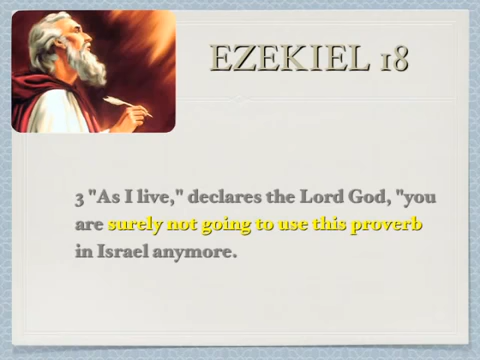 EZEKIEL 18
3 "As I live," declares the Lord God, "you
are surely not going to use this proverb
in Israel anymore.